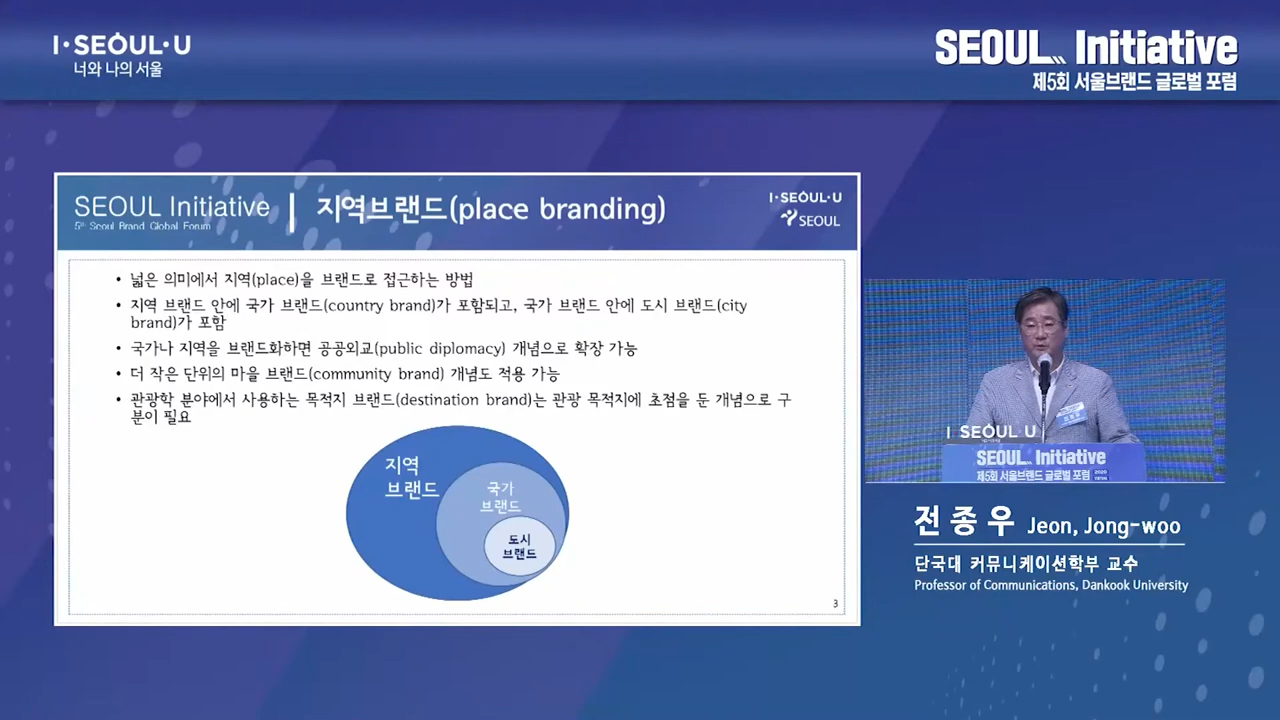 I·SEOUL·U
너와 나의 서울
SEOUL Initiative
제5회 서울브랜드 글로벌 포럼
SEOUL Initiative
5th Seoul Brand Global Forum
지역브랜드(place branding)
I·SEOUL·U
SEOUL
• 넓은 의미에서 지역(place)을 브랜드로 접근하는 방법
• 지역 브랜드 안에 국가 브랜드(country brand)가 포함되고, 국가 브랜드 안에 도시 브랜드(city
brand)가 포함
• 국가나 지역을 브랜드화하면 공공외교(public diplomacy) 개념으로 확장 가능
• 더 작은 단위의 마을 브랜드(community brand) 개념도 적용 가능
• 관광학 분야에서 사용하는 목적지 브랜드(destination brand)는 관광 목적지에 초점을 둔 개념으로 구
분이 필요
지역
브랜드
국가
브랜드
도시
브랜드
3
I SEOUL U
SEOUL Initiative
제5회 서울브랜드 글로벌 포럼 2020
전종우 Jeon, Jong-woo
단국대 커뮤니케이션학부 교수
Professor of Communications, Dankook University